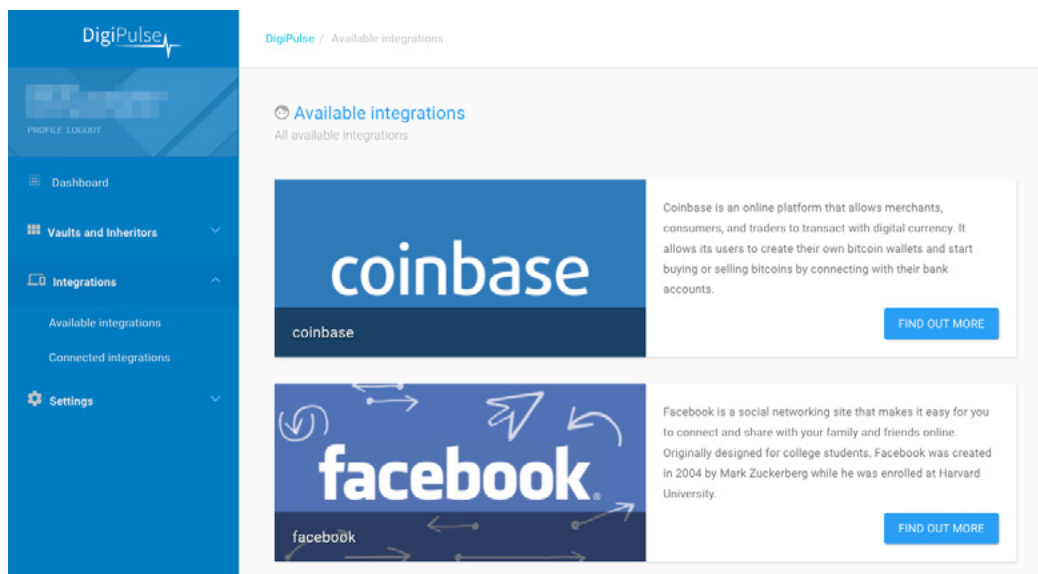 DigiPulse
DigiPulse / Available integrations
PROFILE LOGOUT
Dashboard
Vaults and Inheritors
Integrations
Available integrations
Connected integrations
Settings
Available integrations
All available integrations
coinbase
coinbase
Coinbase is an online platform that allows merchants,
consumers, and traders to transact with digital currency. It
allows its users to create their own bitcoin wallets and start
buying or selling bitcoins by connecting with their bank
accounts.
FIND OUT MORE
facebook.
facebook
Facebook is a social networking site that makes it easy for you
to connect and share with your family and friends online.
Originally designed for college students, Facebook was created
in 2004 by Mark Zuckerberg while he was enrolled at Harvard
University.
FIND OUT MORE